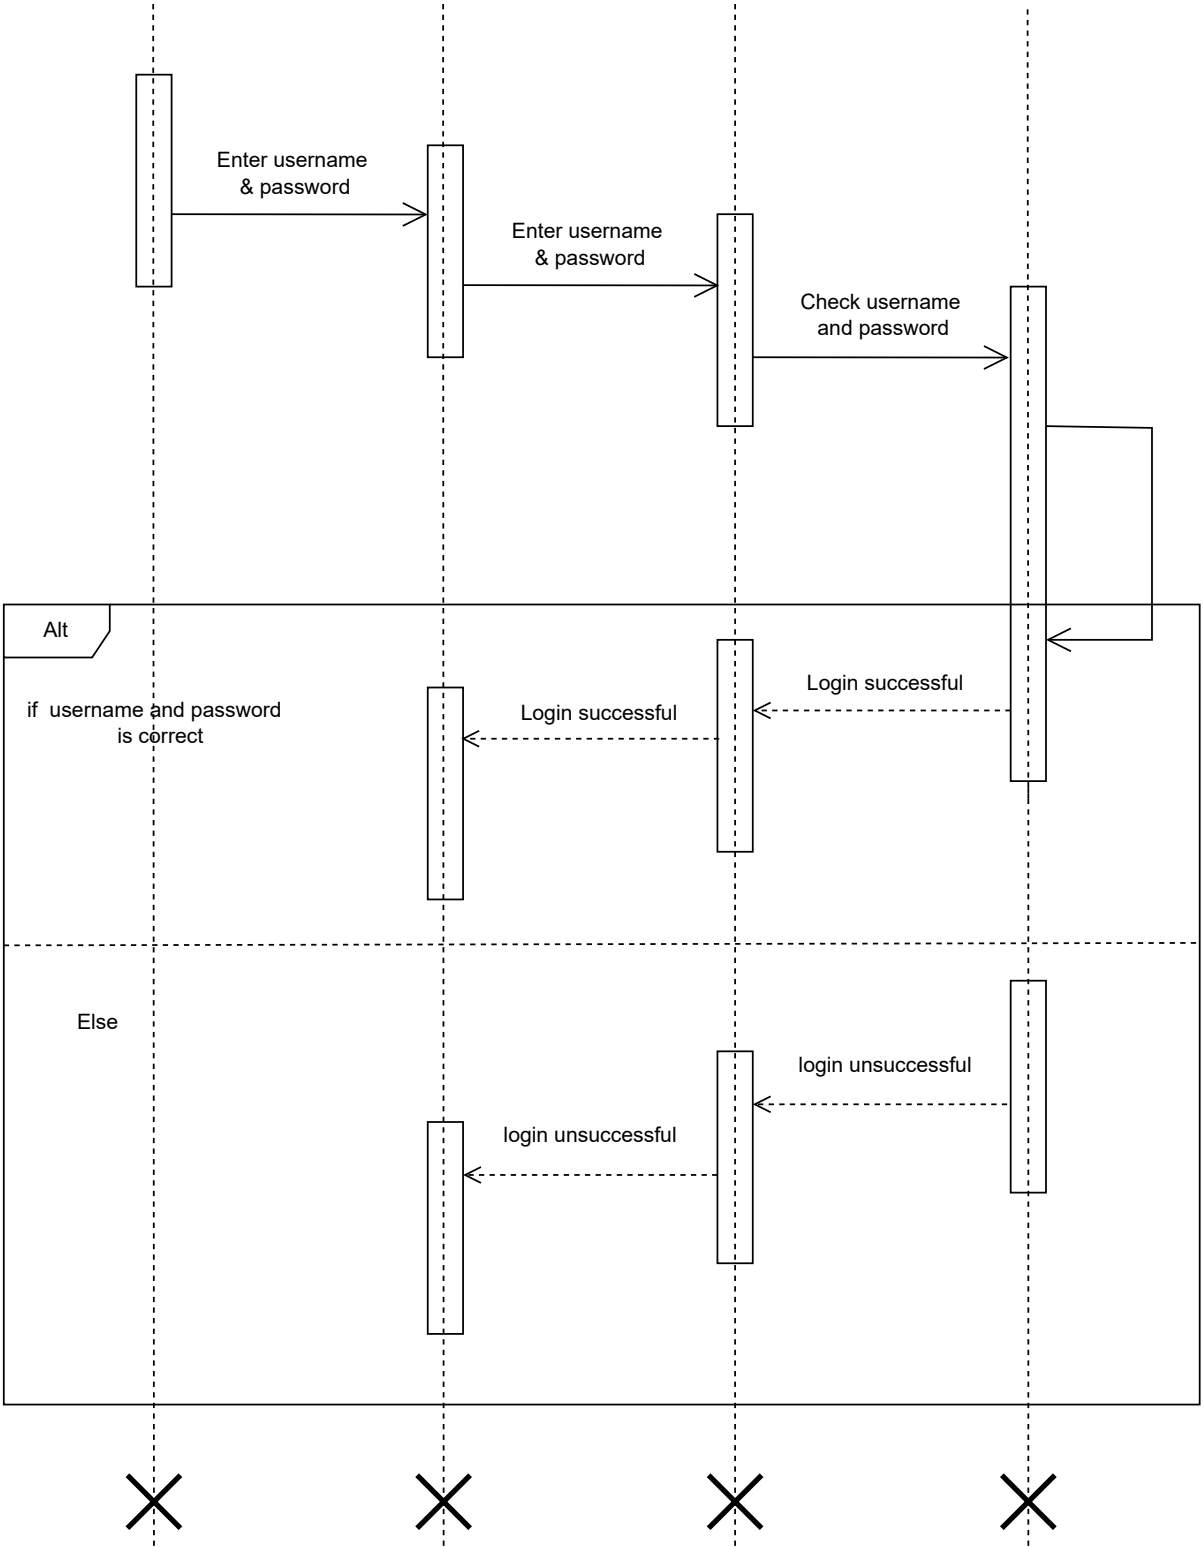 Enter username
& password
Enter username
& password
Check username
and password
Alt
Login successful
if username and password
is correct
Login successful
Else
login unsuccessful
login unsuccessful